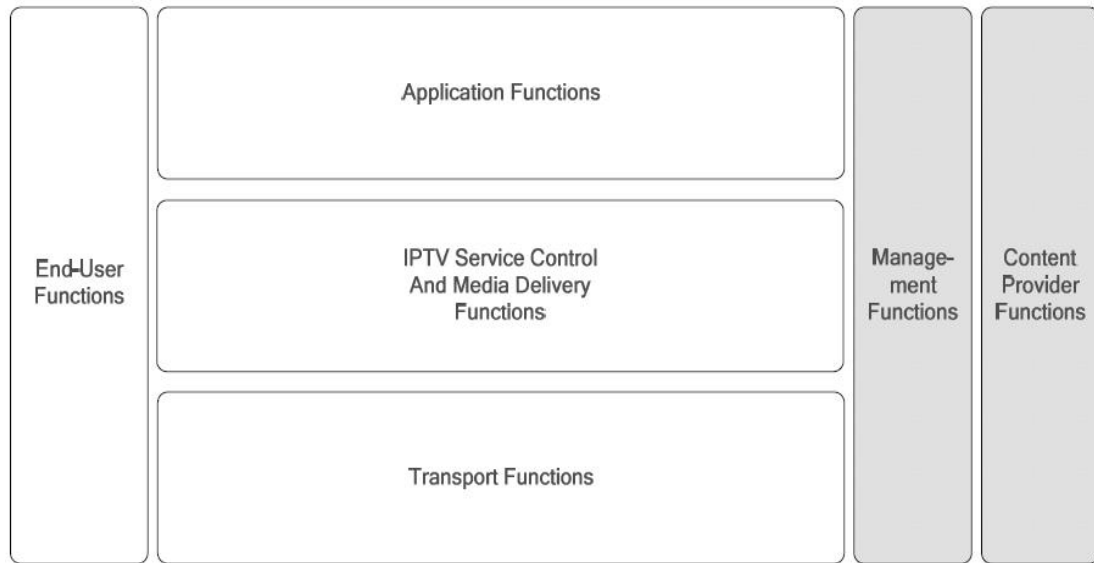 Application Functions
End-User
Functions
IPTV Service Control
And Media Delivery
Functions
Manage-
ment
Functions
Content
Provider
Functions
Transport Functions